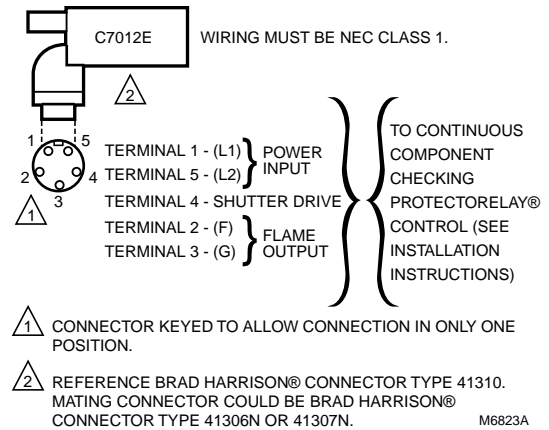 C7012E
WIRING MUST BE NEC CLASS 1.
2
1 5
2 4
3
1
TERMINAL 1 - (L1)
TERMINAL 5 - (L2)
POWER
INPUT
TERMINAL 4 - SHUTTER DRIVE
TERMINAL 2 - (F)
TERMINAL 3 - (G)
FLAME
OUTPUT
TO CONTINUOUS
COMPONENT
CHECKING
PROTECTORELAY®
CONTROL (SEE
INSTALLATION
INSTRUCTIONS)
1 CONNECTOR KEYED TO ALLOW CONNECTION IN ONLY ONE
POSITION.
2 REFERENCE BRAD HARRISON® CONNECTOR TYPE 41310.
MATING CONNECTOR COULD BE BRAD HARRISON®
CONNECTOR TYPE 41306N OR 41307N.
M6823A